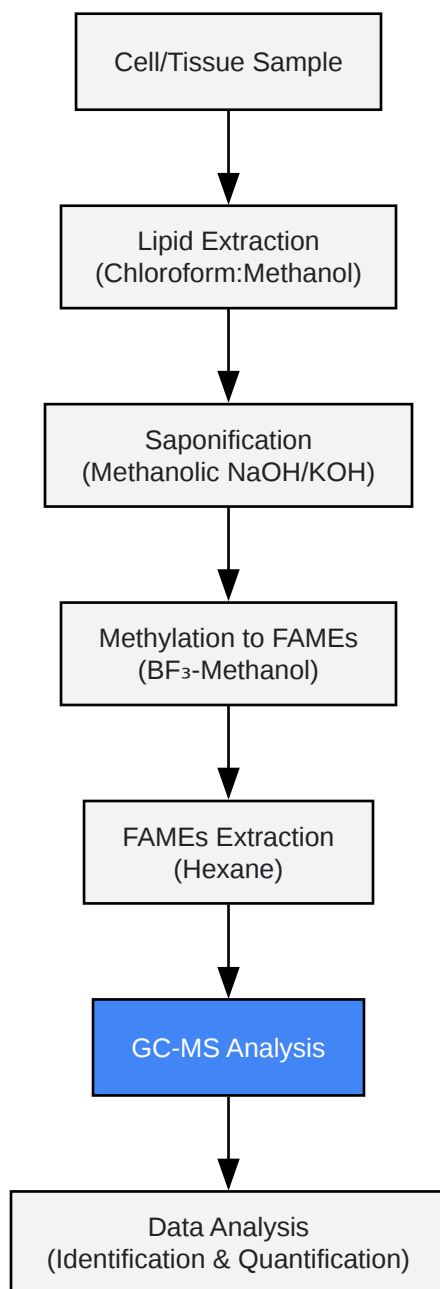 Cell/Tissue Sample
Lipid Extraction
(Chloroform:Methanol)
Saponification
(Methanolic NaOH/KOH)
Methylation to FAMEs
(BF₃-Methanol)
FAMEs Extraction
(Hexane)
GC-MS Analysis
Data Analysis
(Identification & Quantification)